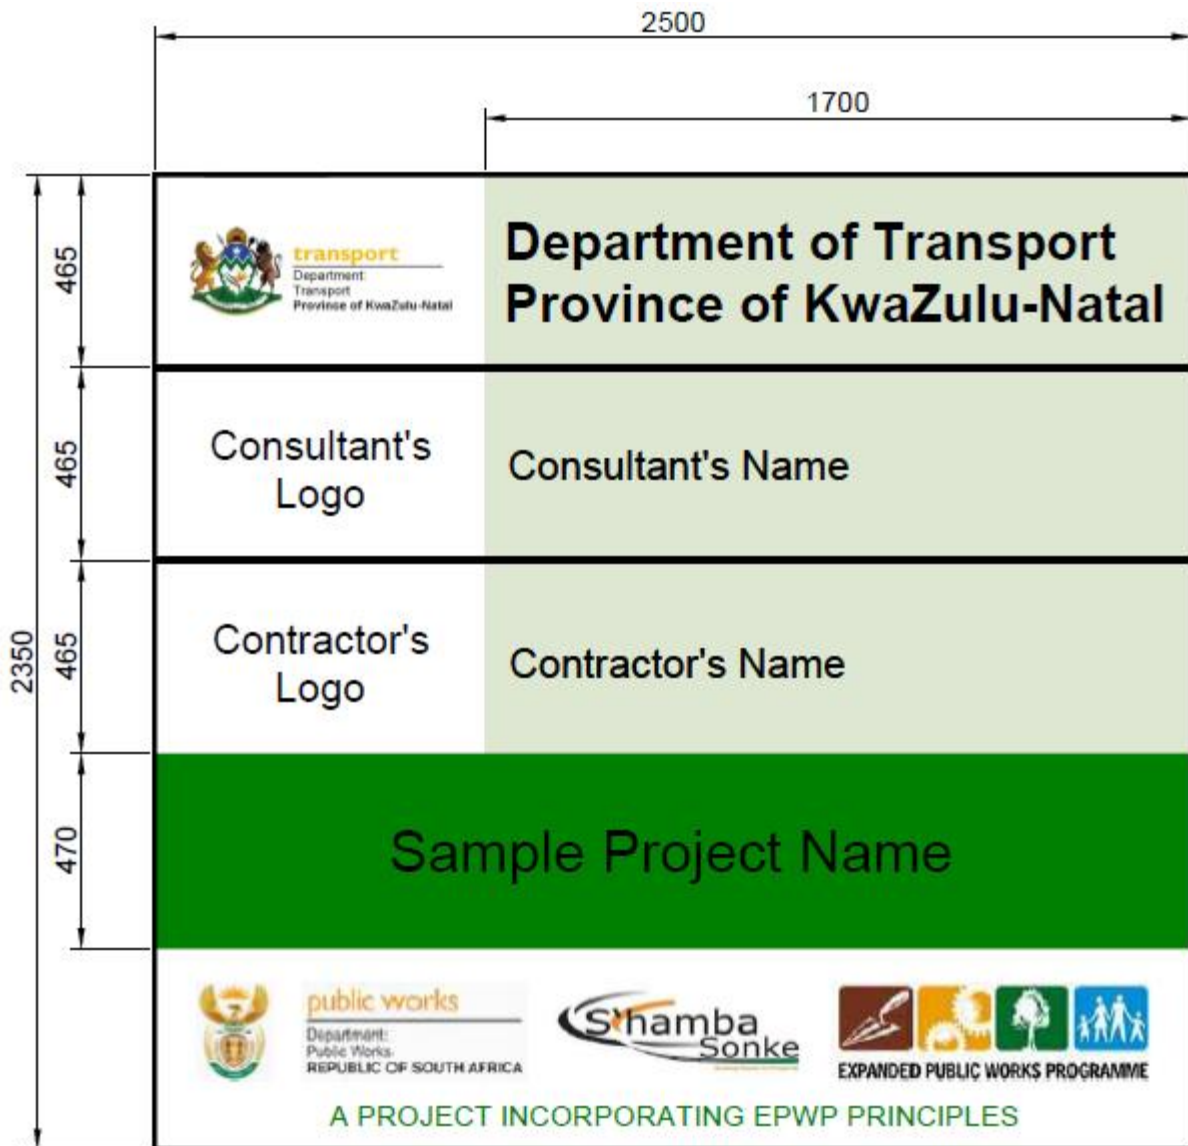 2500
1700
465
transport
Department
Transport
Province of KwaZulu-Natal
Department of Transport
Province of KwaZulu-Natal
465
Consultant's
Logo
Consultant's Name
2350
465
Contractor's
Logo
Contractor's Name
470
Sample Project Name
public works
Department:
Public Works
REPUBLIC OF SOUTH AFRICA
S'hamba
Sonke
EXPANDED PUBLIC WORKS PROGRAMME
A PROJECT INCORPORATING EPWP PRINCIPLES